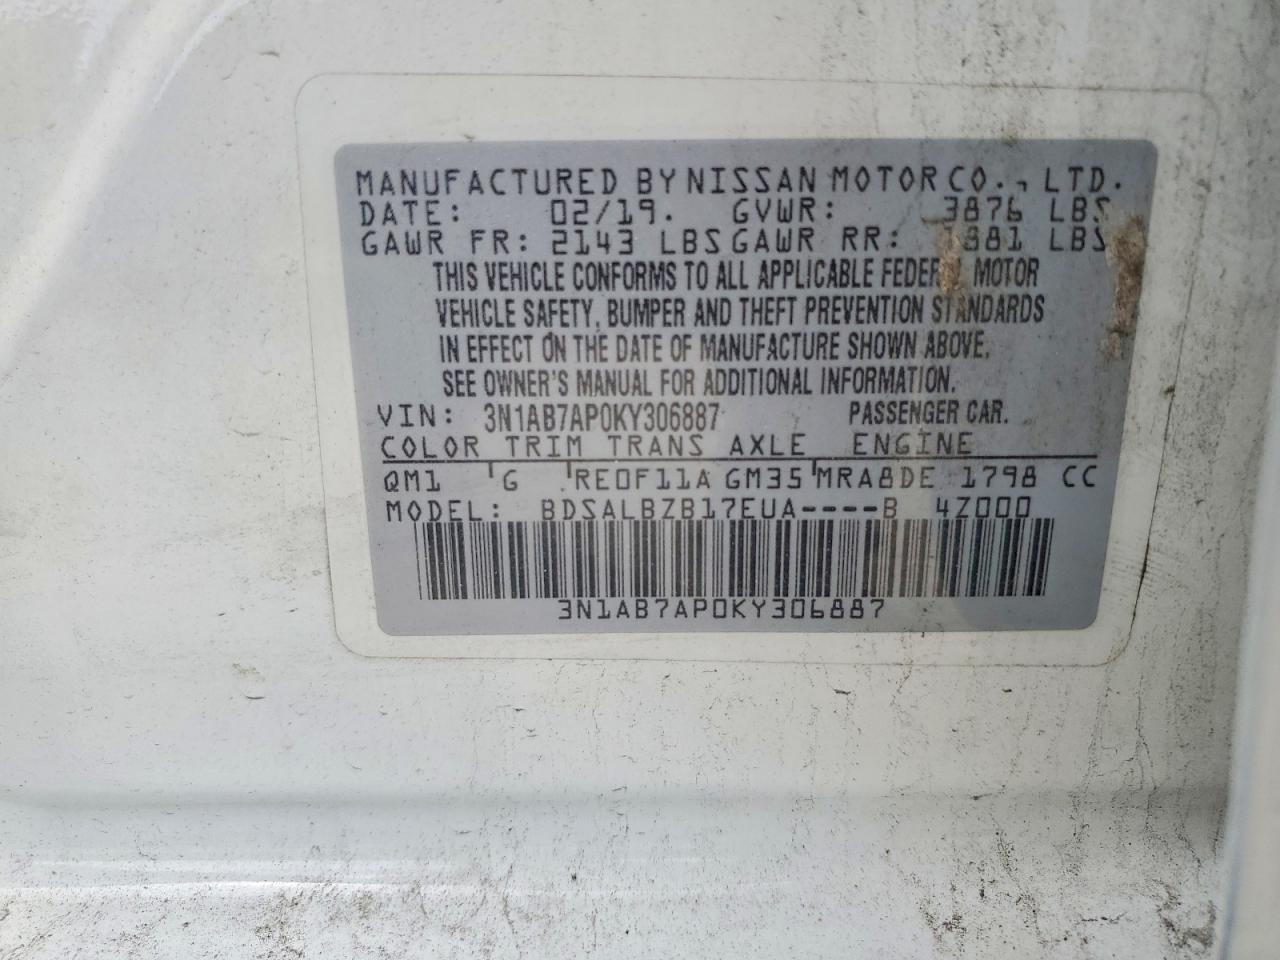 MANUFACTURED BY NISSAN MOTOR CO., LTD.
DATE: 02/19. GVWR: 3876 LBS
GAWR FR: 2143 LBS GAWR RR: LBS
THIS VEHICLE CONFORMS TO ALL APPLICABLE FEDERAL MOTOR
VEHICLE SAFETY, BUMPER AND THEFT PREVENTION STANDARDS
IN EFFECT ON THE DATE OF MANUFACTURE SHOWN ABOVE.
SEE OWNER'S MANUAL FOR ADDITIONAL INFORMATION.
VIN: 3N1AB7AP0KY306887 PASSENGER CAR.
COLOR TRIM TRANS AXLE ENGINE
QM1 G RE0F11A GM35 MRA8DE 1798 CC
MODEL: BDSALBZB17EUA----B 4Z000
3N1AB7AP0KY306887